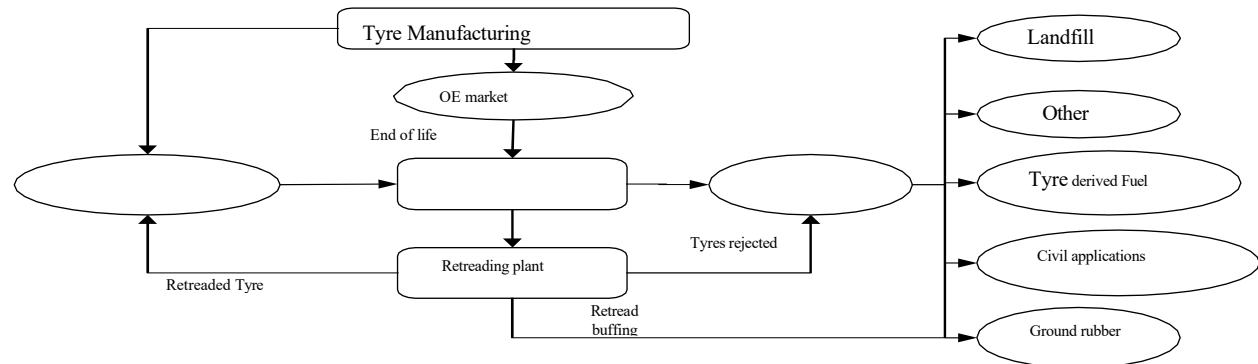 Tyre Manufacturing
Landfill
OE market
Other
End of life
Tyre derived Fuel
Tyres rejected
Retreading plant
Civil applications
Retreaded Tyre
Retread
buffing
Ground rubber